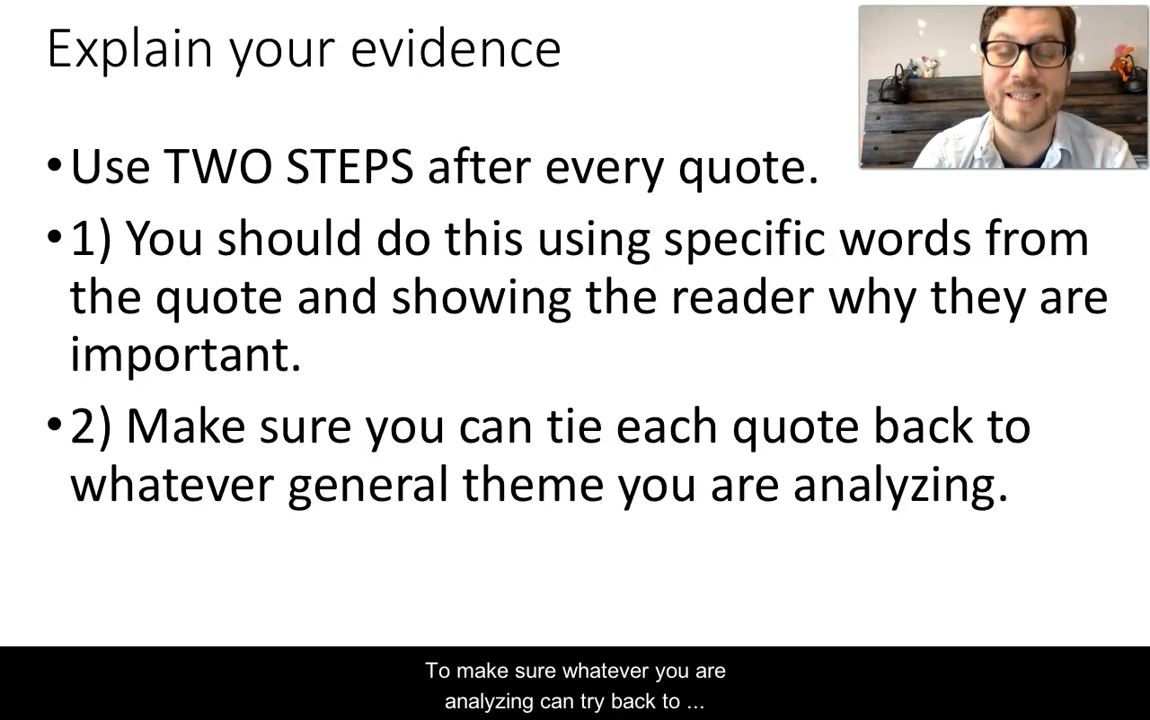 Explain your evidence
•Use TWO STEPS after every quote.
•1) You should do this using specific words from
the quote and showing the reader why they are
important.
•2) Make sure you can tie each quote back to
whatever general theme you are analyzing.
To make sure whatever you are
analyzing can try back to ...